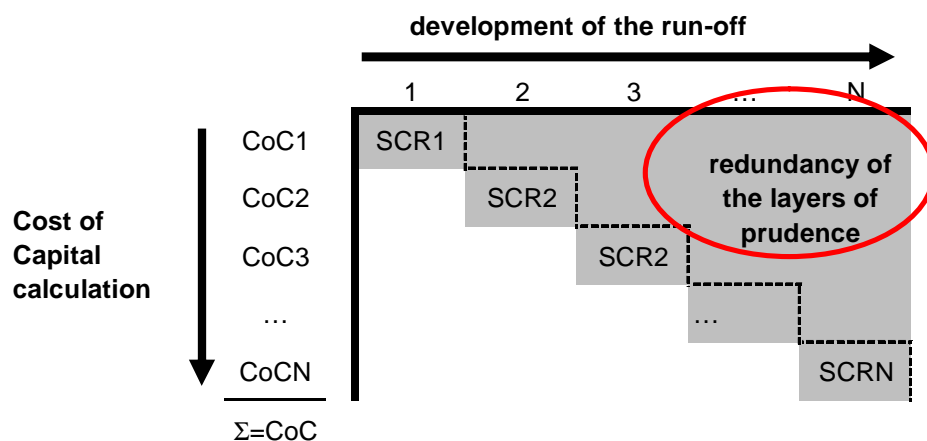 development of the run-off
1 2 3 ... N
CoC1 SCR1
redundancy of
the layers of
prudence
CoC2 SCR2
Cost of
Capital
calculation
CoC3 SCR2
... ...
CoCN SCRN
Σ=CoC